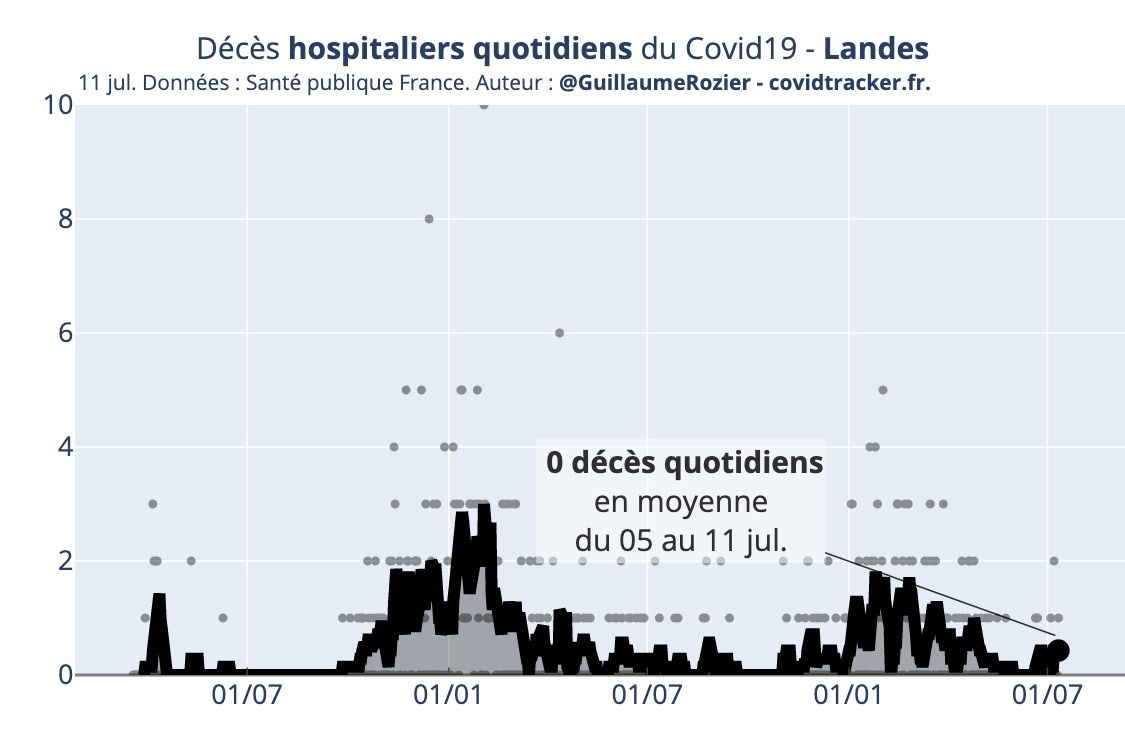 Décès hospitaliers quotidiens du Covid19 - Landes
11 jul. Données : Santé publique France. Auteur : @GuillaumeRozier - covidtracker.fr.
10
8
6
4
0 décès quotidiens
en moyenne
du 05 au 11 jul.
2
0
01/07 01/01 01/07 01/01 01/07